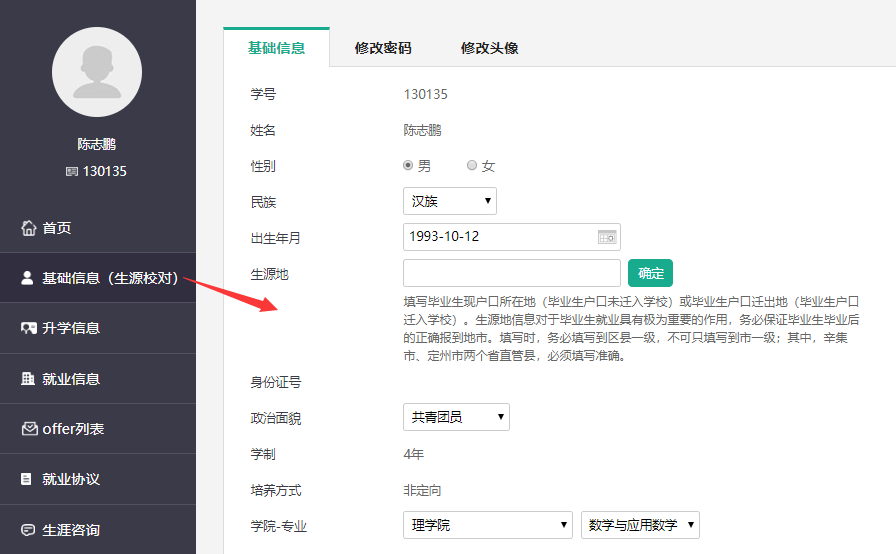 陈志鹏
130135
首页
基础信息（生源校对）
升学信息
就业信息
offer列表
就业协议
生涯咨询
基础信息 修改密码 修改头像
学号 130135
姓名 陈志鹏
性别 男 女
民族 汉族
出生年月 1993-10-12
生源地 确定
填写毕业生现户口所在地（毕业生户口未迁入学校）或毕业生户口迁出地（毕业生户口
迁入学校）。生源地信息对于毕业生就业具有极为重要的作用，务必保证毕业生毕业后
的正确报到地市。填写时，务必填写到区县一级，不可只填写到市一级；其中，辛集
市、定州市两个省直管县，必须填写准确。
身份证号
政治面貌 共青团员
学制 4年
培养方式 非定向
学院-专业 理学院 数学与应用数学